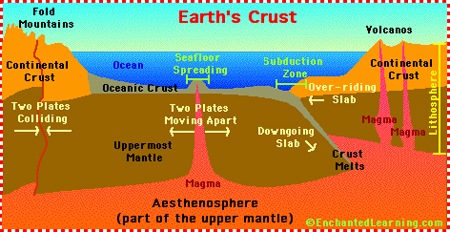 Earth's Crust
Fold
Mountains
Volcanos
Ocean
Seafloor
Spreading
Subduction
Zone
Continental
Crust
Oceanic Crust
Continental
Crust
Over-riding
Slab
Lithosphere
Two Plates
Colliding
Two Plates
Moving Apart
Magma
Magma
Downgoing
Slab
Uppermost
Mantle
Crust
Melts
Magma
Aesthenosphere
(part of the upper mantle)
©EnchantedLearning.com